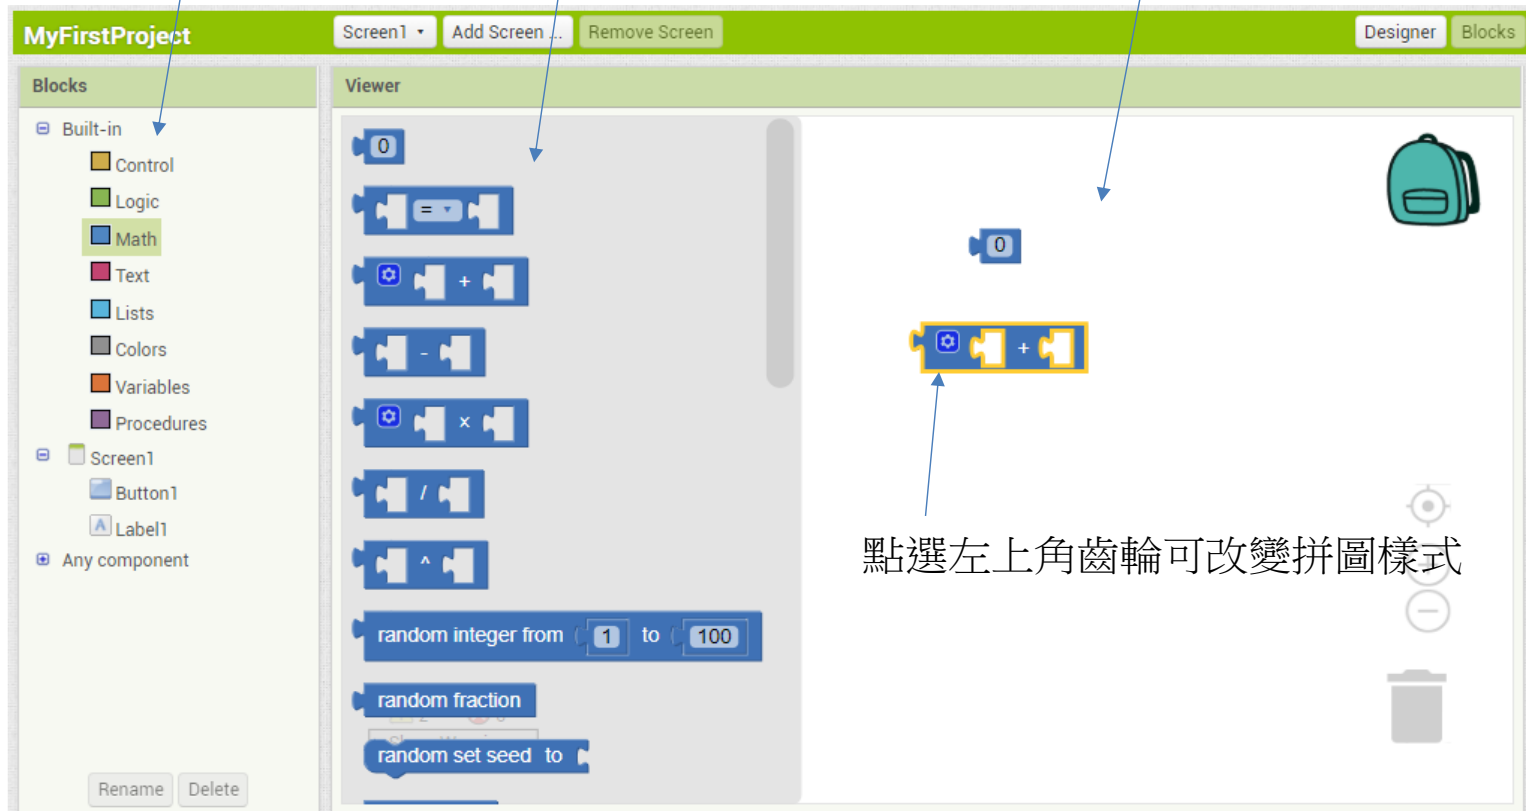 MyFirstProject Screen1 Add Screen ... Remove Screen Designer Blocks
Blocks
Built-in
Control
Logic
Math
Text
Lists
Colors
Variables
Procedures
Screen1
Button1
A Label1
Any component
Rename Delete
Viewer
0
=
+
-
×
/
^
random integer from 1 to 100
random fraction
random set seed to
0
+
點選左上角齒輪可改變拼圖樣式